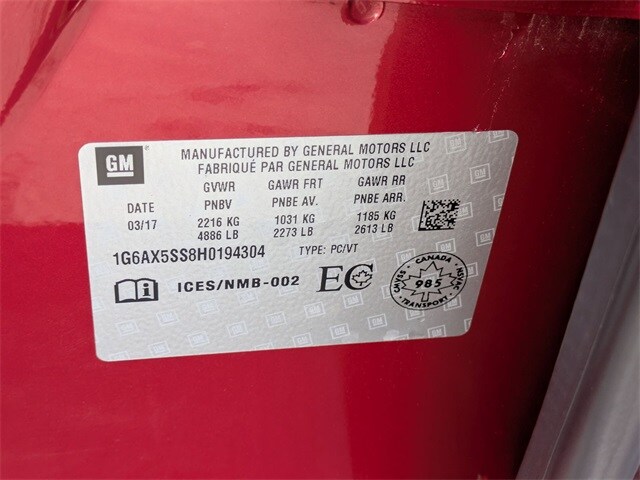 GM
MANUFACTURED BY GENERAL MOTORS LLC
FABRIQUÉ PAR GENERAL MOTORS LLC
GVWR GAWR FRT GAWR RR
DATE PNBV PNBE AV. PNBE ARR.
03/17 2216 KG 1031 KG 1185 KG
4886 LB 2273 LB 2613 LB
1G6AX5SS8H0194304 TYPE: PC/VT
ICES/NMB-002 EC
CANADA
CMVSS 985 NSVAC
TRANSPORT